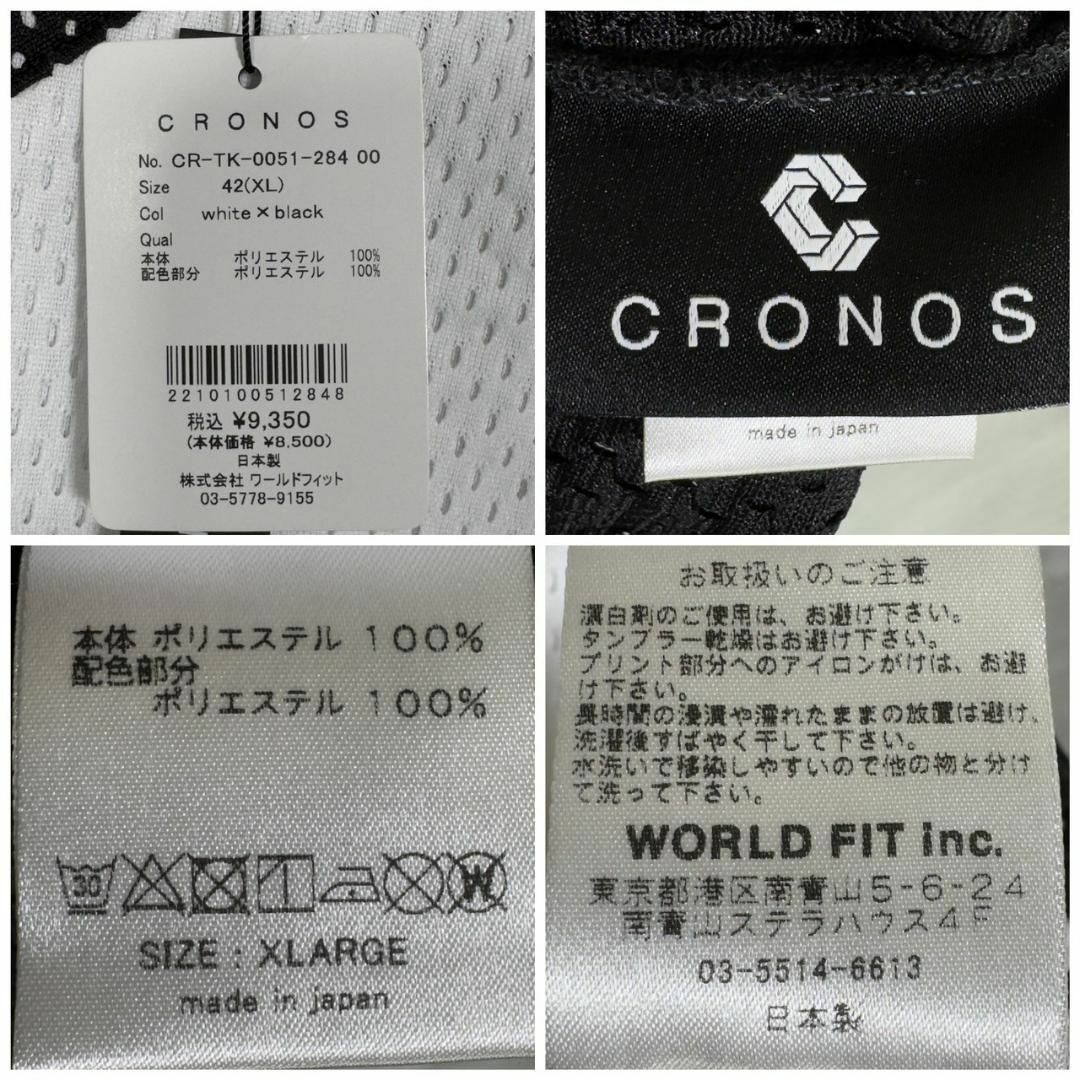 CRONOS
No. CR-TK-0051-284 00
Size 42(XL)
Col white×black
Qual
本体 ポリエステル 100%
配色部分 ポリエステル 100%
2210100512848
税込 ¥9,350
(本体価格 ¥8,500)
日本製
株式会社 ワールドフィット
03-5778-9155
CRONOS
made in japan
本体 ポリエステル 100%
配色部分
ポリエステル 100%
30
W
SIZE : XLARGE
made in japan
お取扱いのご注意
漂白剤のご使用は、お避け下さい。
タンブラー乾燥はお避け下さい。
プリント部分へのアイロンがけは、お避
け下さい。
長時間の浸漬や濡れたままの放置は避け、
洗濯後すばやく干して下さい。
水洗いで移染しやすいので他の物と分け
て洗って下さい。
WORLD FIT inc.
東京都港区南青山5-6-24
南青山ステラハウス4F
03-5514-6613
日本製